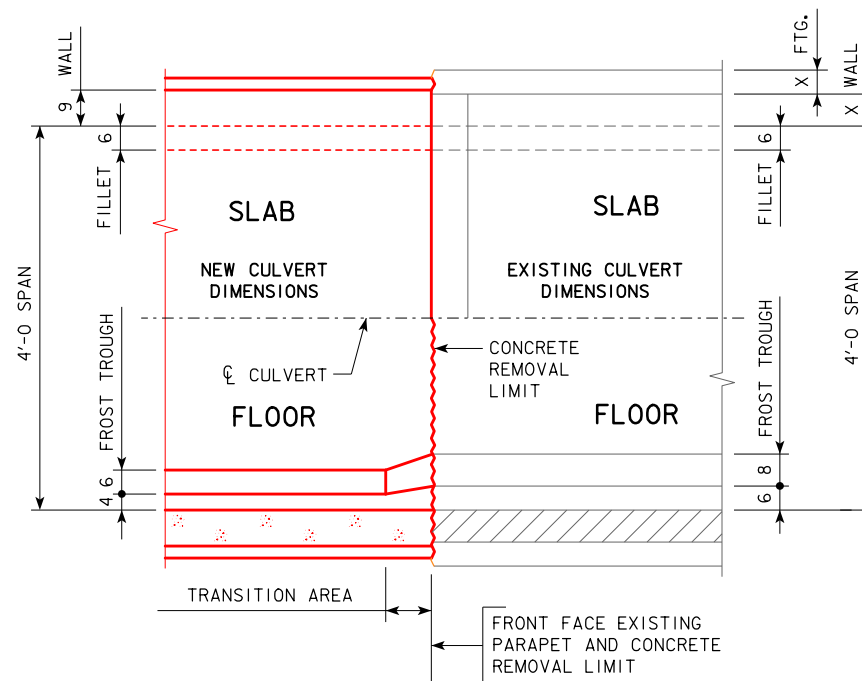 9 WALL
6
FILLET
4'-0 SPAN
FROST TROUGH
6
4
SLAB
NEW CULVERT
DIMENSIONS
℄ CULVERT
FLOOR
TRANSITION AREA
X FTG.
X WALL
6
FILLET
SLAB
EXISTING CULVERT
DIMENSIONS
CONCRETE
REMOVAL
LIMIT
FLOOR
FROST TROUGH
8
6
4'-0 SPAN
FRONT FACE EXISTING
PARAPET AND CONCRETE
REMOVAL LIMIT